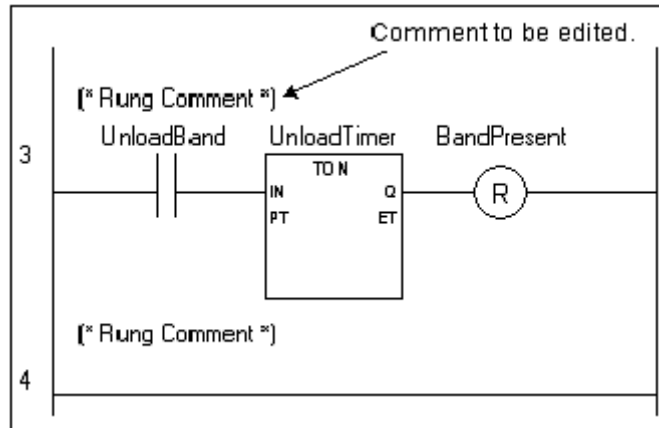 Comment to be edited.
(* Rung Comment *)
UnloadBand UnloadTimer BandPresent
3
TON
IN Q
R
PT ET
(* Rung Comment *)
4